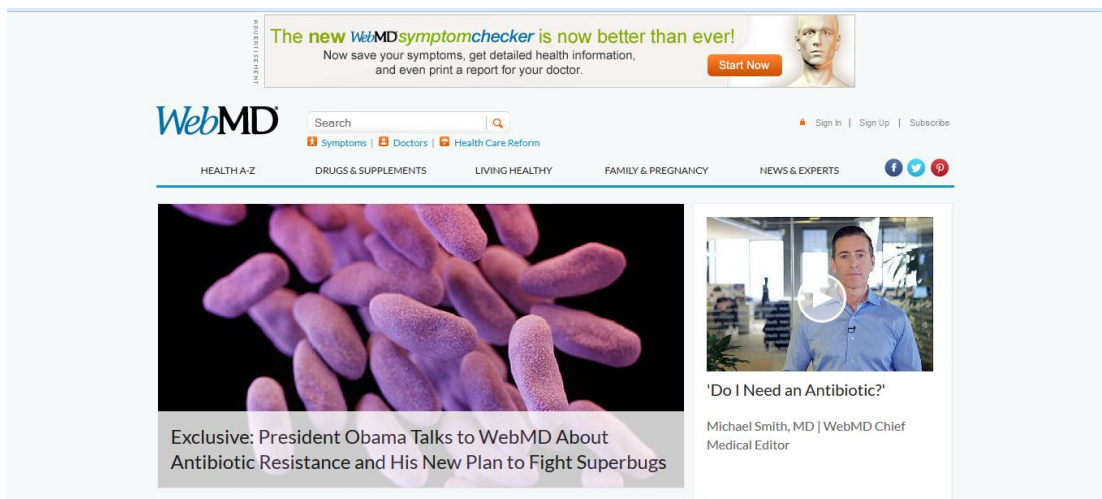 ADVERTISEMENT
The new WebMD symptomchecker is now better than ever!
Now save your symptoms, get detailed health information,
and even print a report for your doctor.
Start Now
WebMD
Search
Sign In | Sign Up | Subscribe
Symptoms | Doctors | Health Care Reform
HEALTH A-Z DRUGS & SUPPLEMENTS LIVING HEALTHY FAMILY & PREGNANCY NEWS & EXPERTS
Exclusive: President Obama Talks to WebMD About
Antibiotic Resistance and His New Plan to Fight Superbugs
'Do I Need an Antibiotic?'
Michael Smith, MD | WebMD Chief
Medical Editor